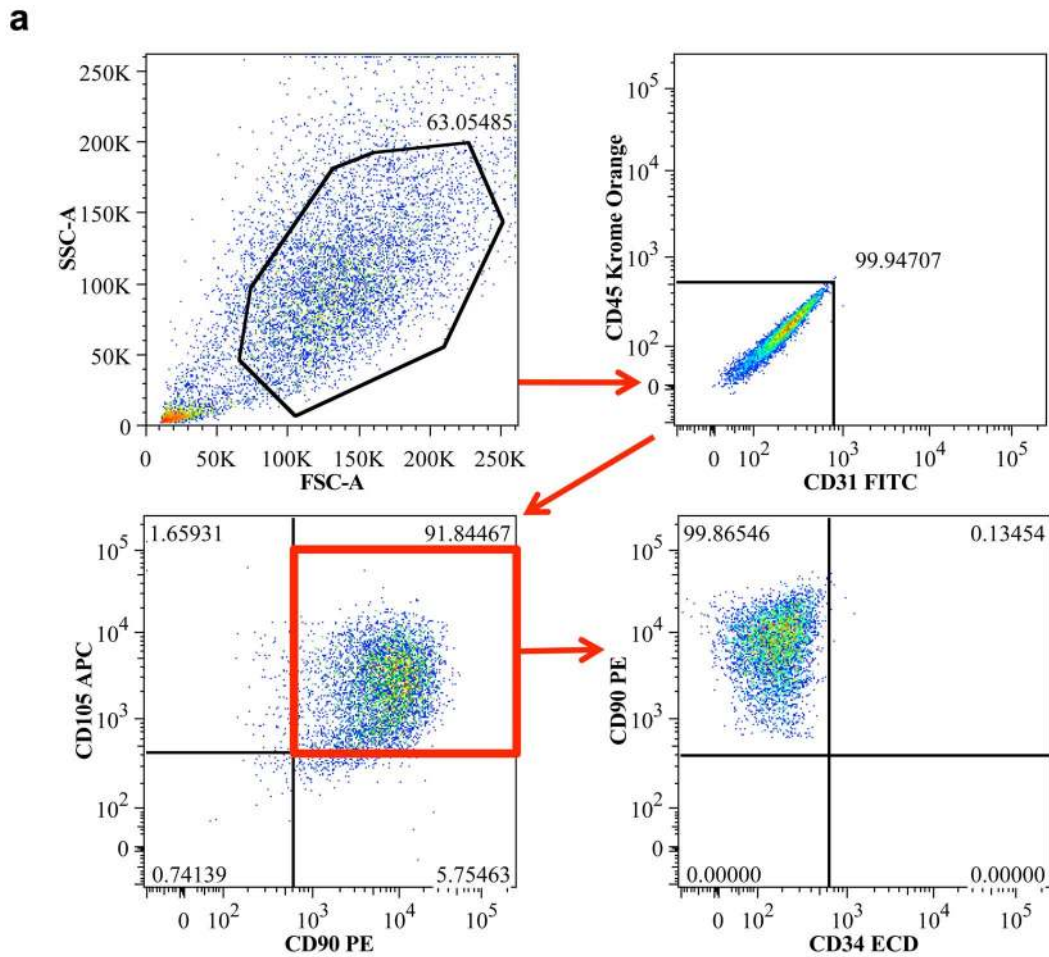 a
250K
200K
150K
100K
50K
0
SSC-A
63.05485
0 50K 100K 150K 200K 250K
FSC-A
10^5
10^4
10^3
10^2
0
CD45 Krome Orange
99.94707
0 10^2 10^3 10^4 10^5
CD31 FITC
1.65931 91.84467
10^5
10^4
10^3
10^2
0
CD105 APC
0.74139 5.75463
0 10^2 10^3 10^4 10^5
CD90 PE
99.86546 0.13454
10^5
10^4
10^3
10^2
0
CD90 PE
0.00000 0.00000
0 10^2 10^3 10^4 10^5
CD34 ECD